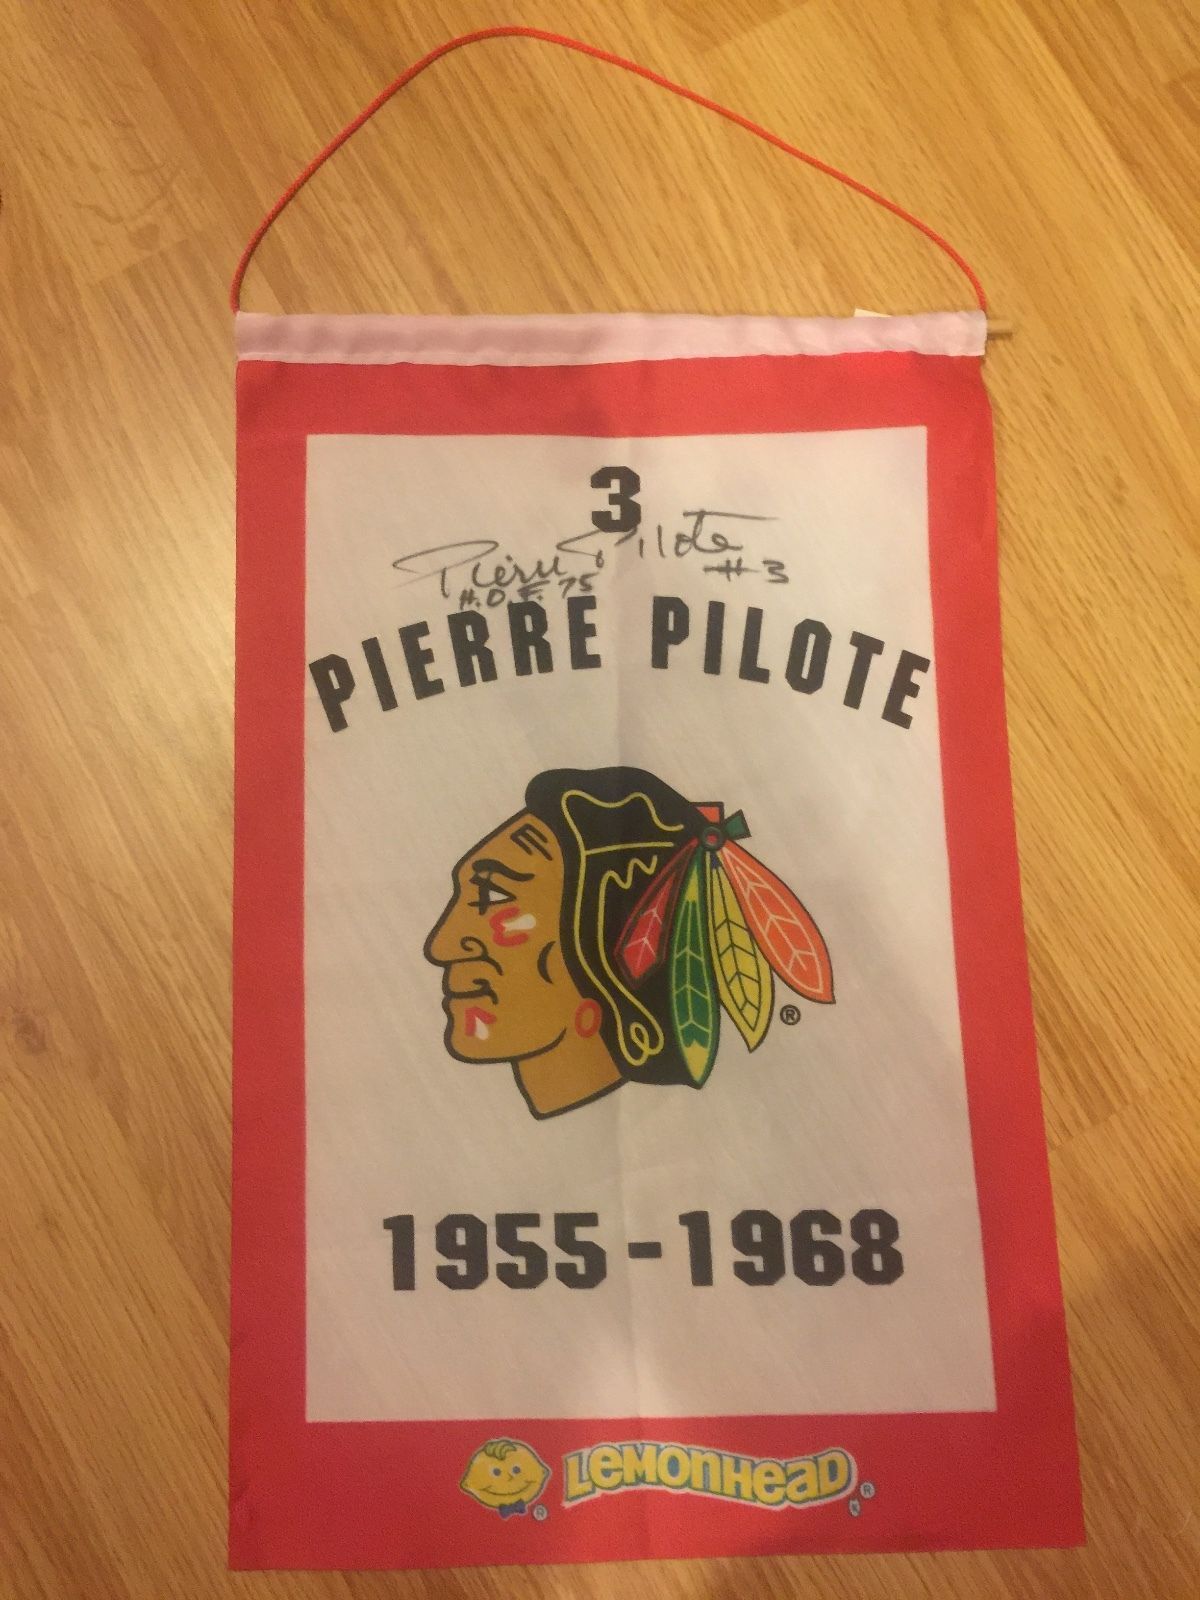 3
Pierre Pilote
#3
H.O.F. 75
PIERRE PILOTE
®
1955-1968
® LEMONHEAD ®